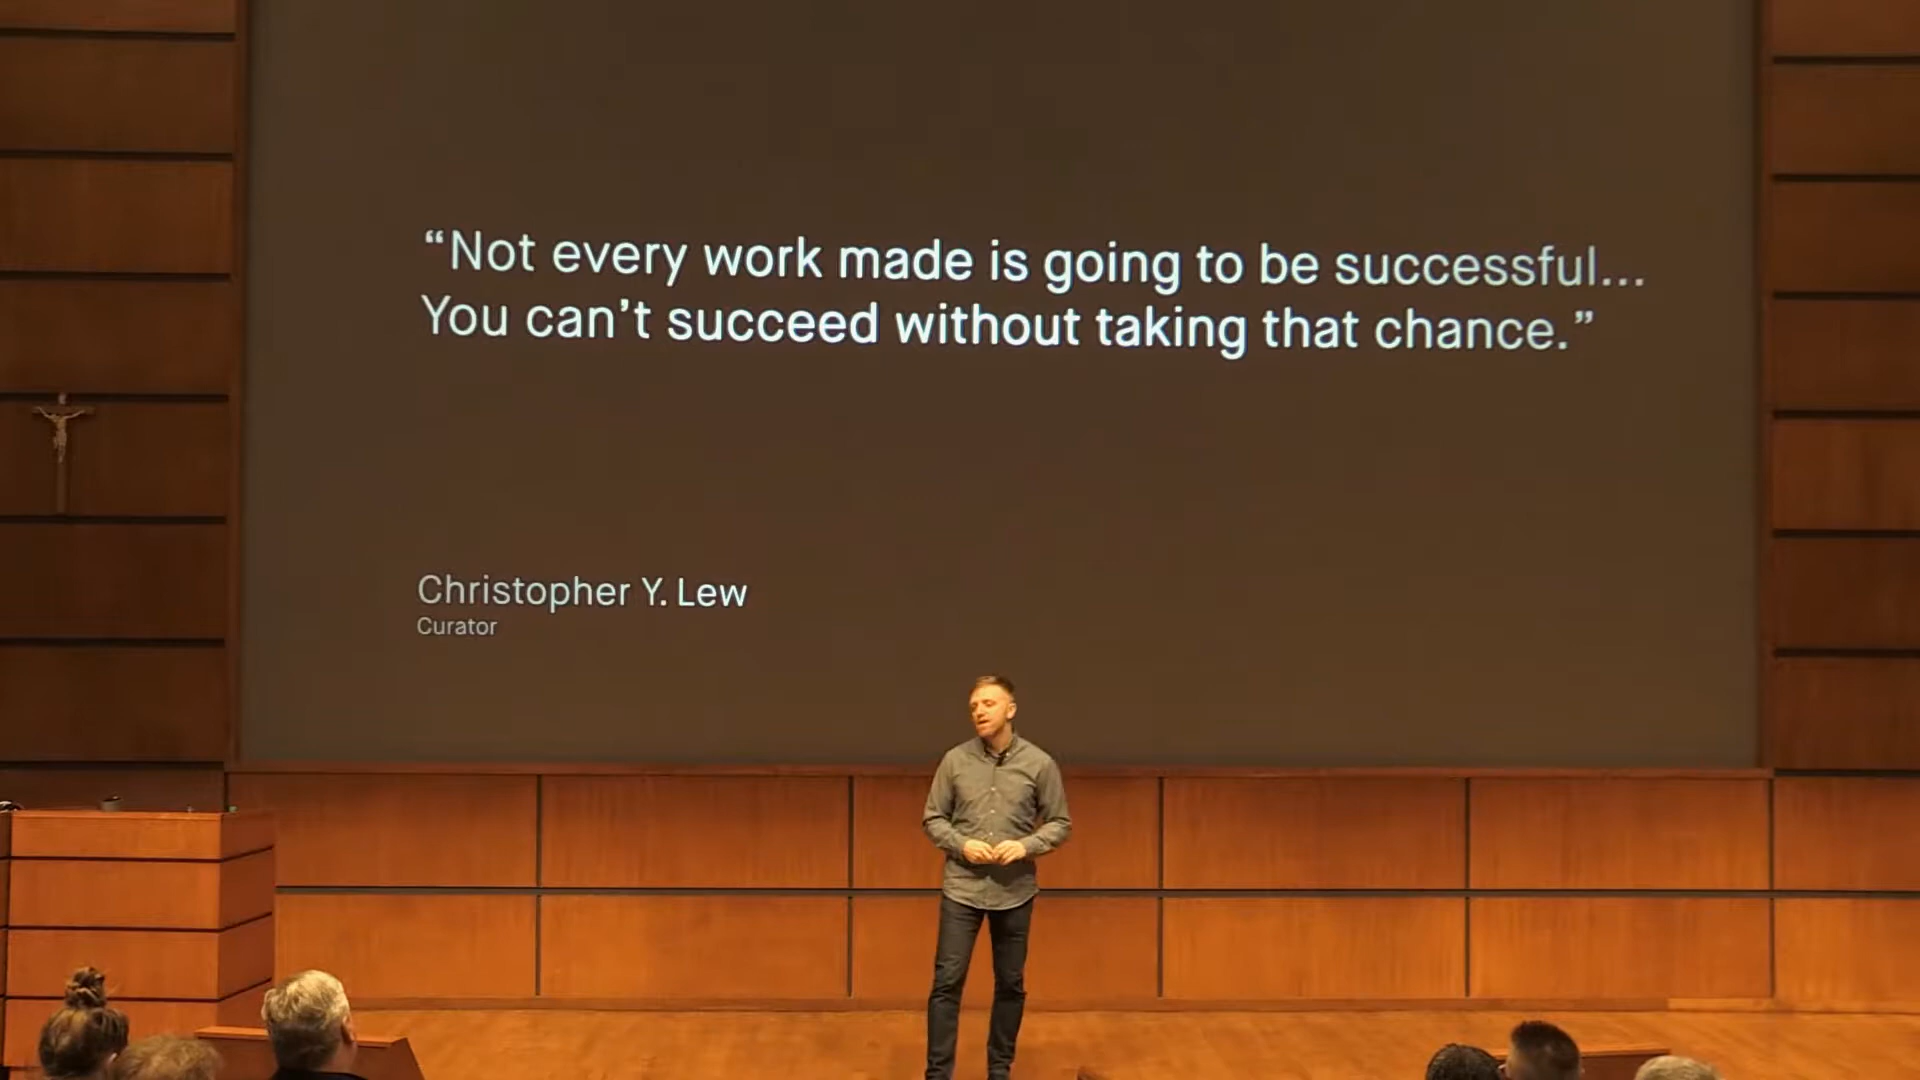 “Not every work made is going to be successful...
You can’t succeed without taking that chance.”
Christopher Y. Lew
Curator